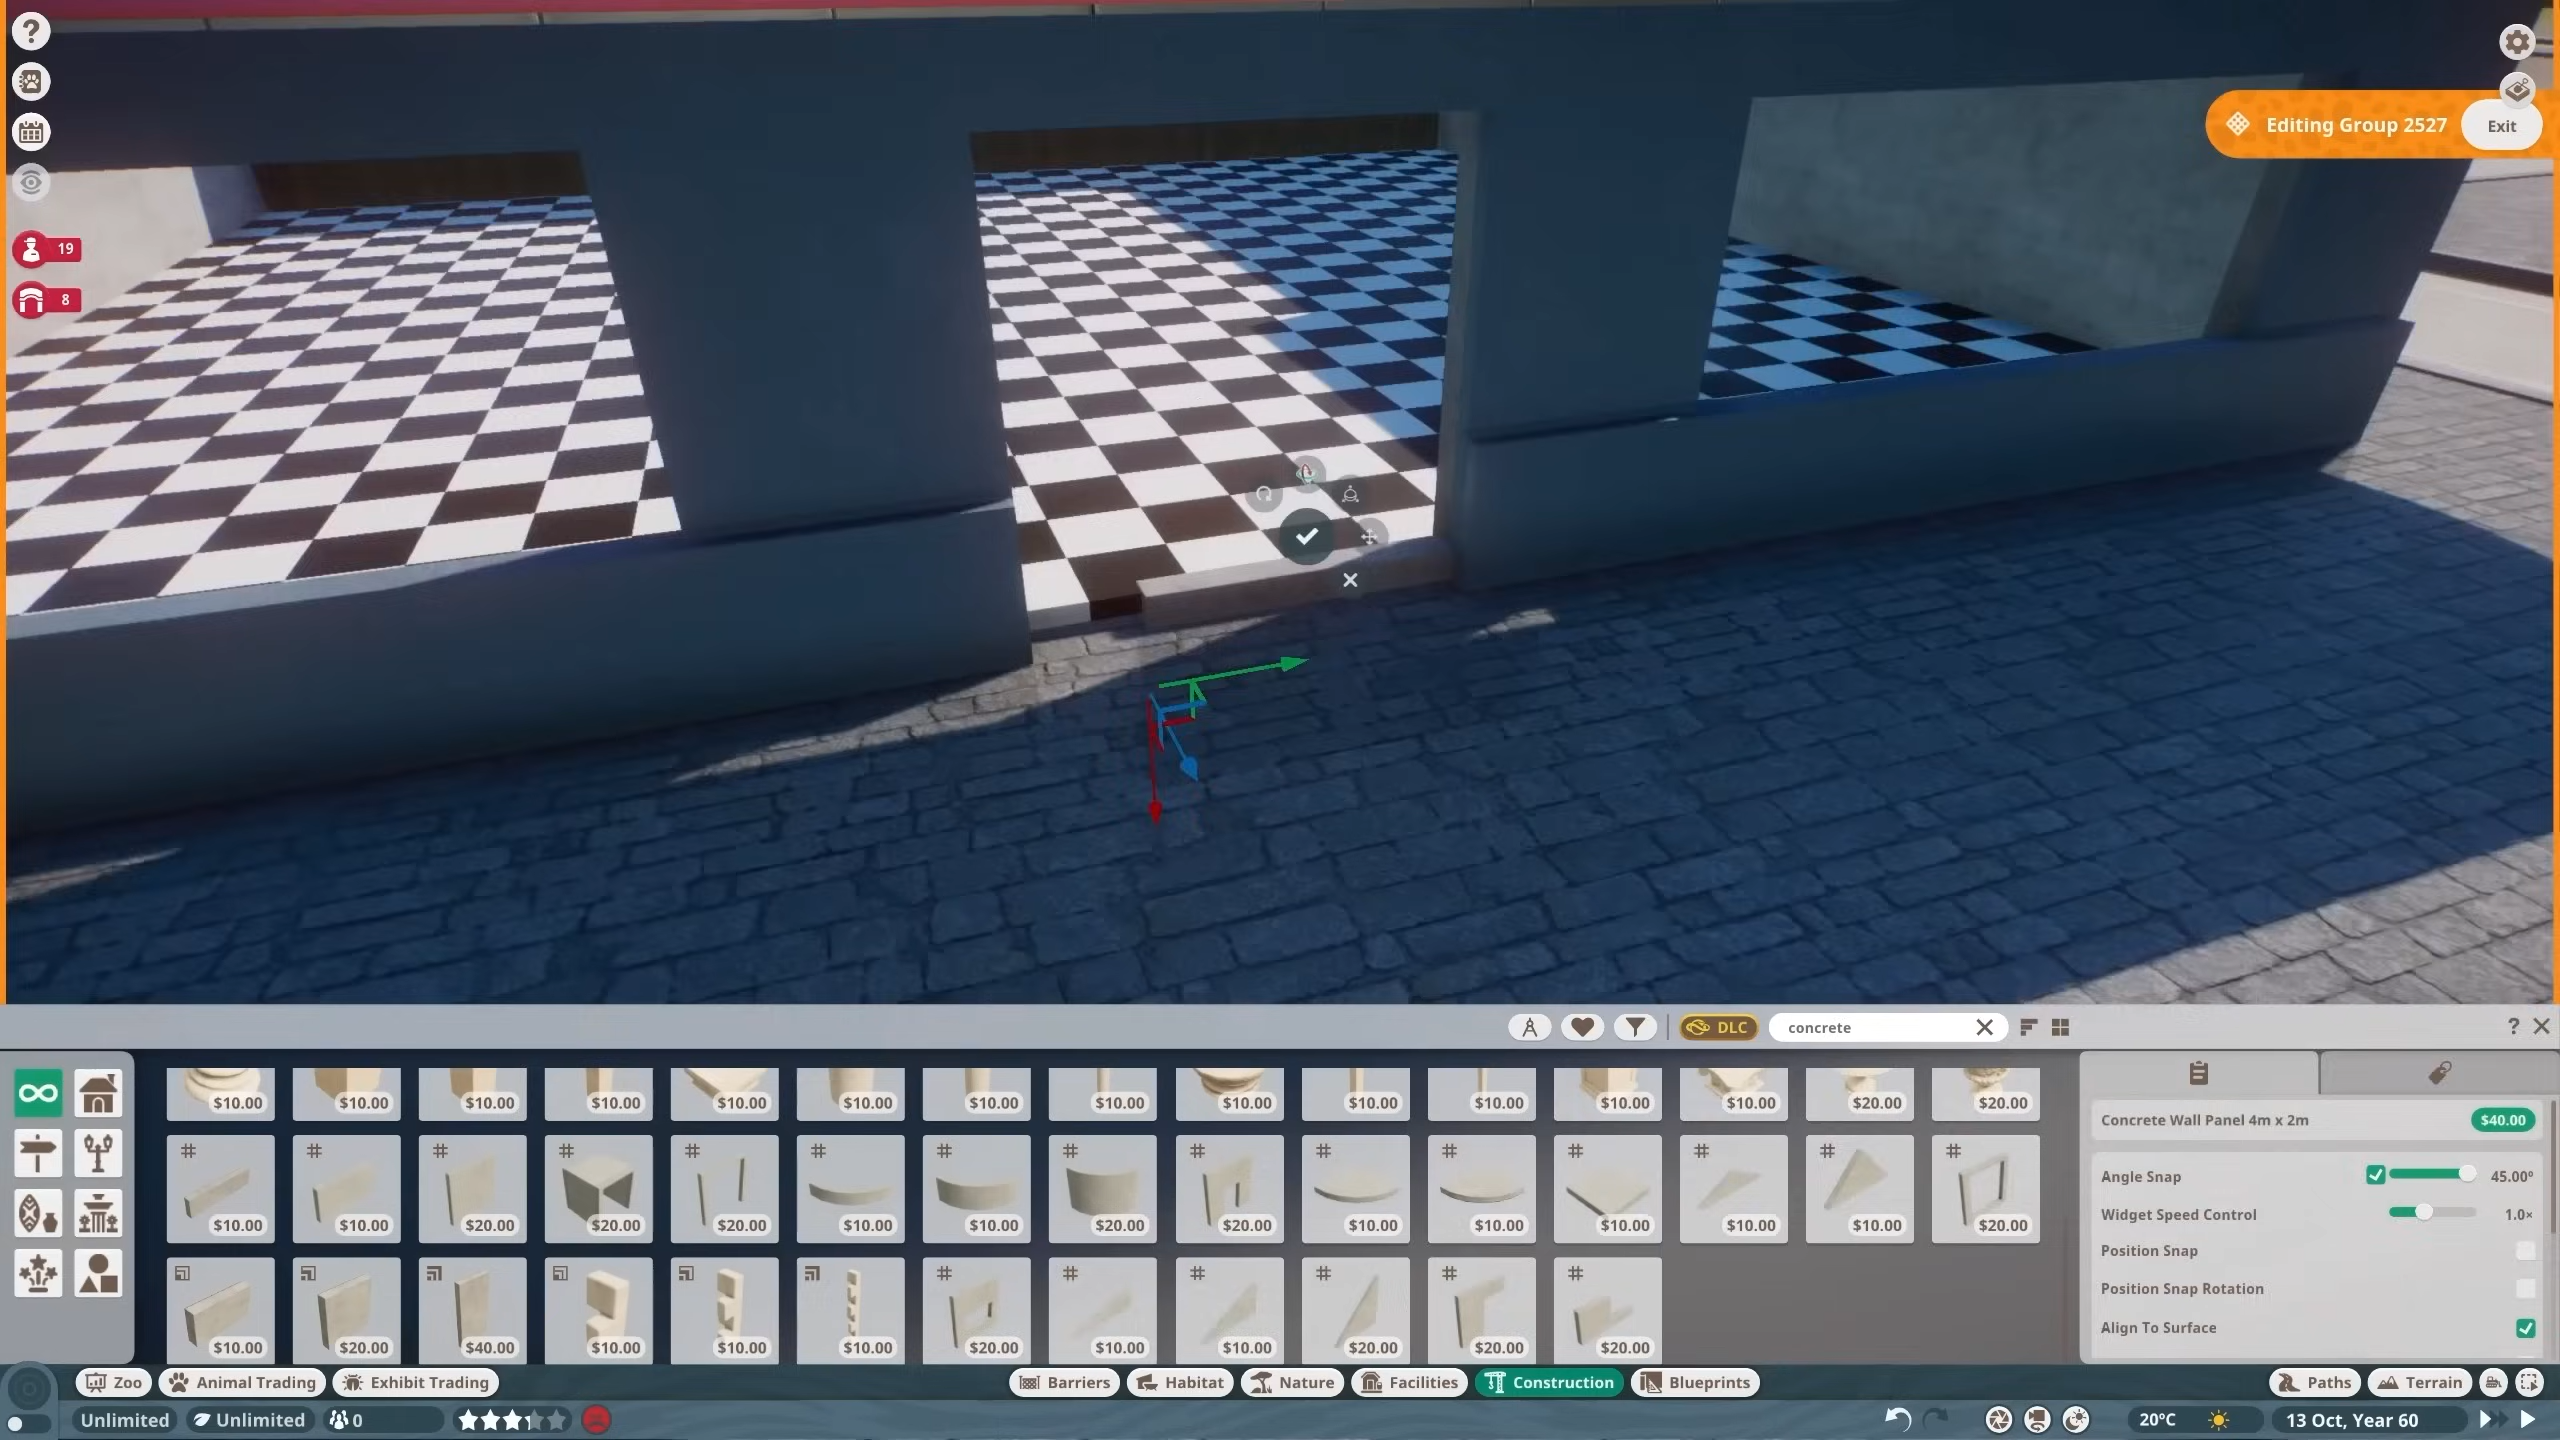 ?
Editing Group 2527
Exit
19
8
DLC
concrete
?
$10.00 $10.00 $10.00 $10.00 $10.00 $10.00 $10.00 $10.00 $10.00 $10.00 $10.00 $10.00 $10.00 $20.00 $20.00
$10.00 $10.00 $20.00 $20.00 $20.00 $10.00 $10.00 $20.00 $20.00 $10.00 $10.00 $10.00 $10.00 $10.00 $20.00
$10.00 $20.00 $40.00 $10.00 $10.00 $10.00 $20.00 $10.00 $10.00 $20.00 $20.00 $20.00
Concrete Wall Panel 4m x 2m $40.00
Angle Snap 45.00°
Widget Speed Control 1.0×
Position Snap
Position Snap Rotation
Align To Surface
Zoo Animal Trading Exhibit Trading Barriers Habitat Nature Facilities Construction Blueprints Paths Terrain
Unlimited Unlimited 0 20°C 13 Oct, Year 60